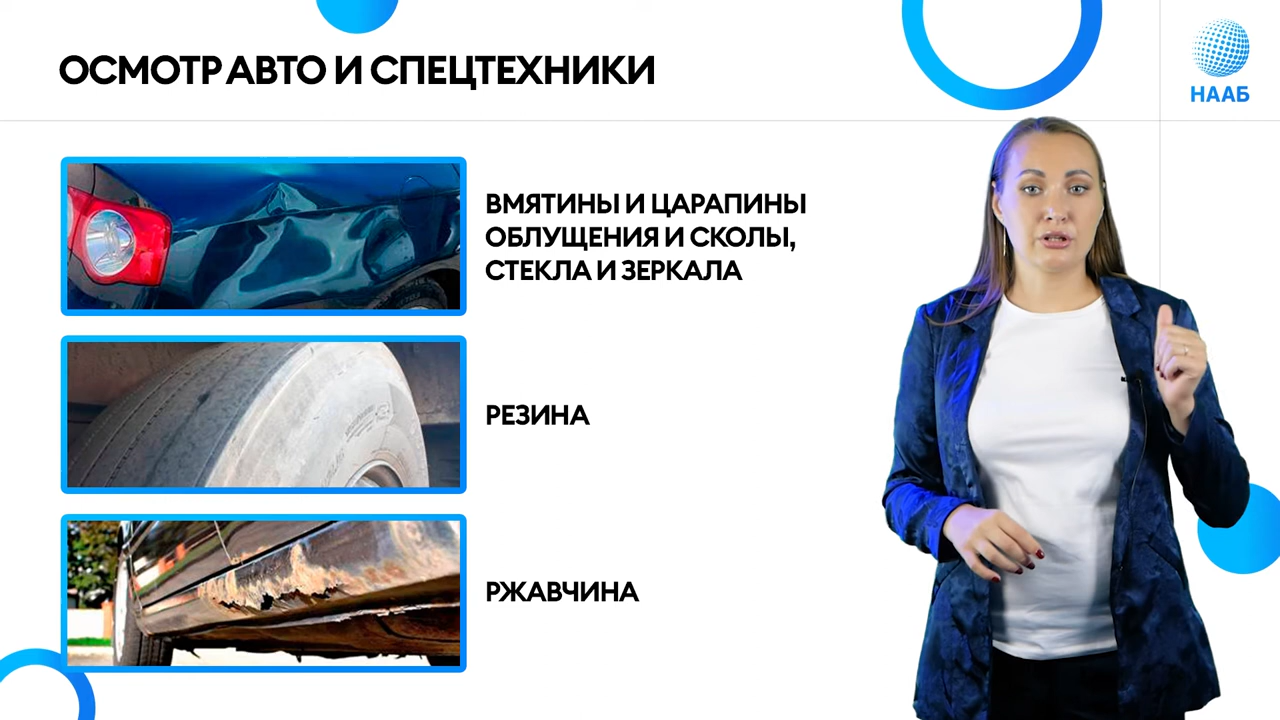 ОСМОТР АВТО И СПЕЦТЕХНИКИ
НААБ
ВМЯТИНЫ И ЦАРАПИНЫ
ОБЛУЩЕНИЯ И СКОЛЫ,
СТЕКЛА И ЗЕРКАЛА
РЕЗИНА
РЖАВЧИНА